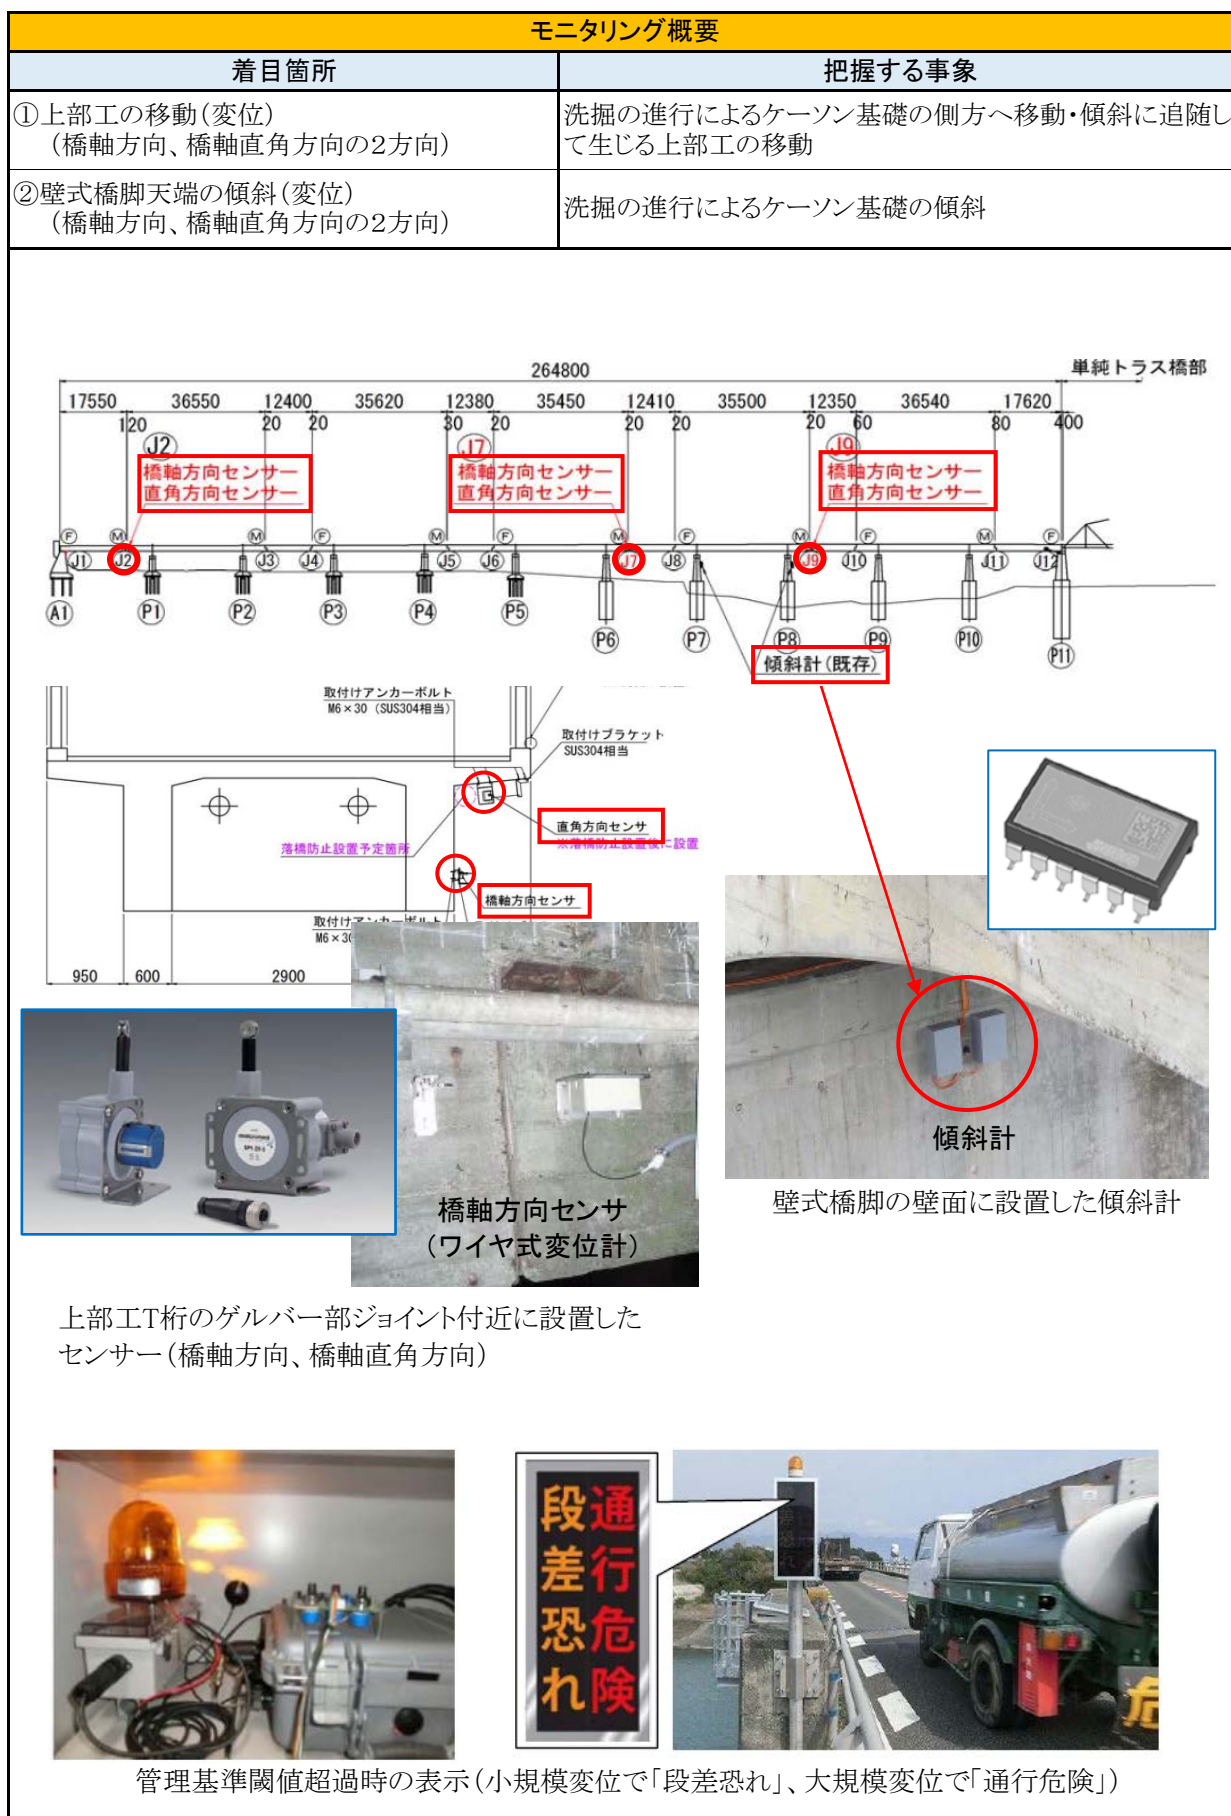 モニタリング概要
着目箇所
把握する事象
①上部工の移動(変位)
(橋軸方向、橋軸直角方向の2方向)
洗掘の進行によるケーソン基礎の側方へ移動・傾斜に追随し
て生じる上部工の移動
②壁式橋脚天端の傾斜(変位)
(橋軸方向、橋軸直角方向の2方向)
洗掘の進行によるケーソン基礎の傾斜
264800
単純トラス橋部
17550 36550 12400 35620 12380 35450 12410 35500 12350 36540 17620
120 20 20 30 20 20 20 20 60 80 400
J2 J7 J9
橋軸方向センサー
直角方向センサー
橋軸方向センサー
直角方向センサー
橋軸方向センサー
直角方向センサー
F M M F M F M F M F M F
J1 J2 J3 J4 J5 J6 J7 J8 J9 J10 J11 J12
A1 P1 P2 P3 P4 P5 P6 P7 P8 P9 P10 P11
傾斜計(既存)
取付けアンカーボルト
M6×30 (SUS304相当)
取付けブラケット
SUS304相当
直角方向センサ
※落橋防止設置後に設置
落橋防止設置予定箇所
橋軸方向センサ
取付けアンカーボルト
M6×30
950 600 2900
橋軸方向センサ
(ワイヤ式変位計)
傾斜計
壁式橋脚の壁面に設置した傾斜計
上部工T桁のゲルバー部ジョイント付近に設置した
センサー(橋軸方向、橋軸直角方向)
通行危険
段差恐れ
管理基準閾値超過時の表示(小規模変位で「段差恐れ」、大規模変位で「通行危険」)